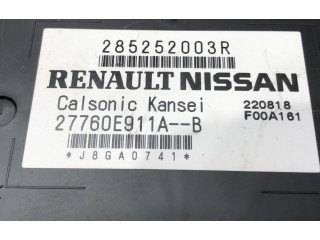 285252003R
RENAULT NISSAN
Calsonic Kansei 220818
27760E911A--B F00A161
*J8GA0741*